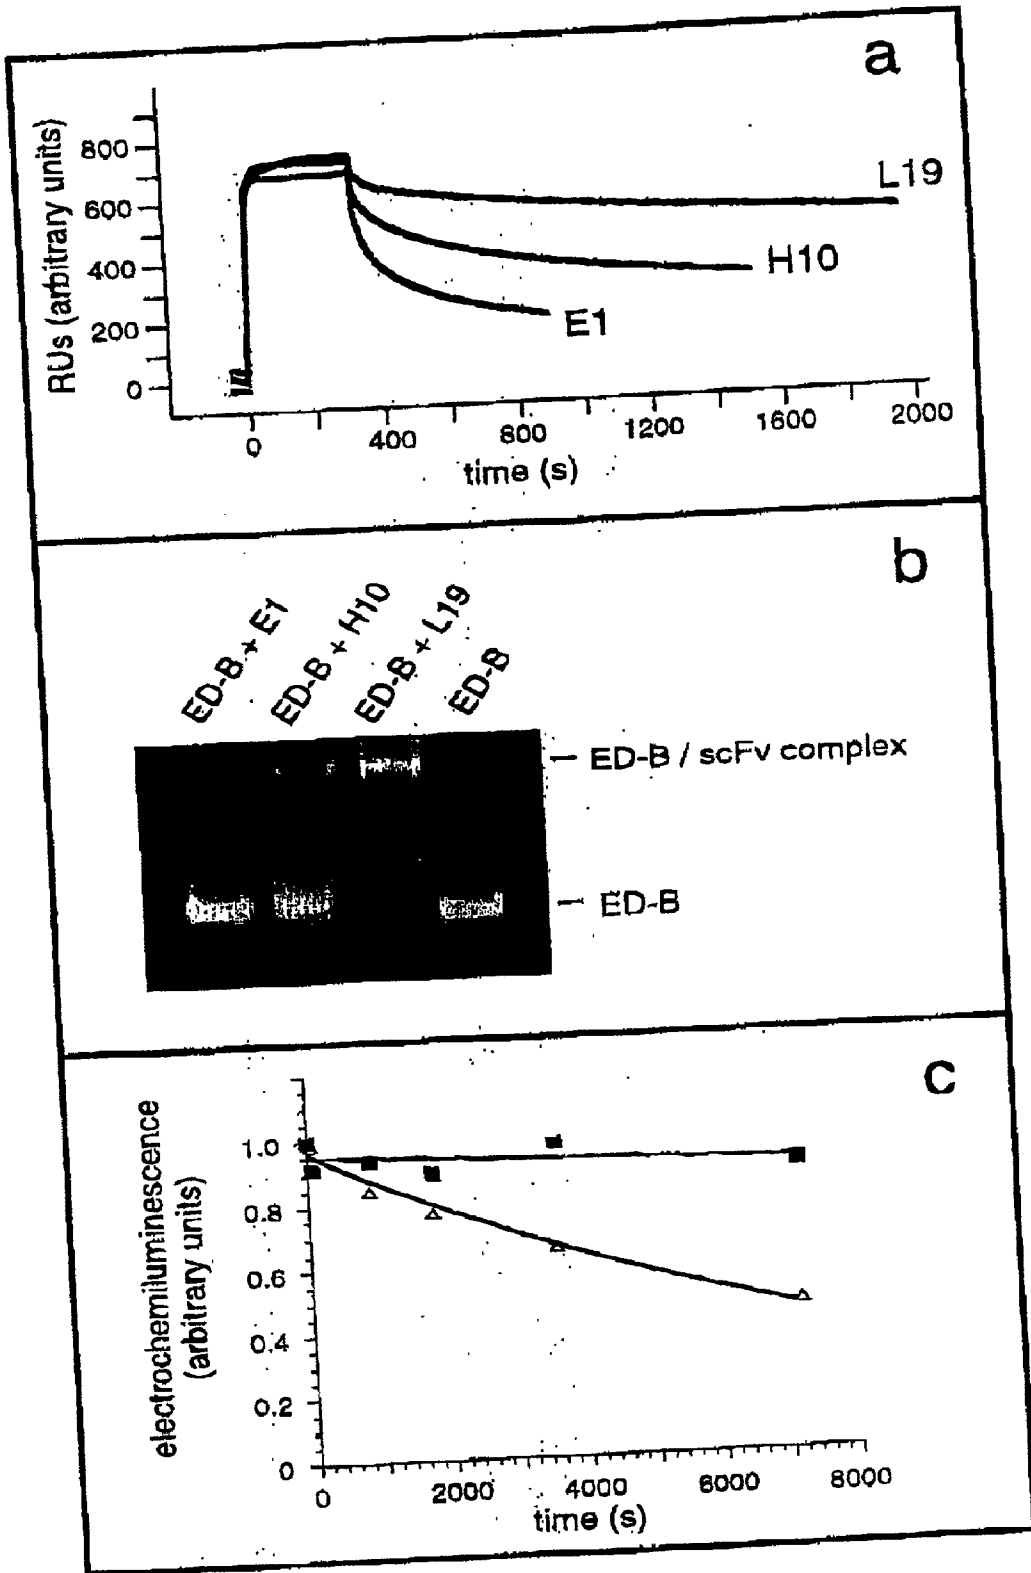 a
RUs (arbitrary units)
800
600
400
200
0
L19
H10
E1
0
400
800
1200
1600
2000
time (s)
b
ED-B + E1
ED-B + H10
ED-B + L19
ED-B
ED-B / scFv complex
ED-B
c
electrochemiluminescence
(arbitrary units)
1.0
0.8
0.6
0.4
0.2
0
0
2000
4000
6000
8000
time (s)